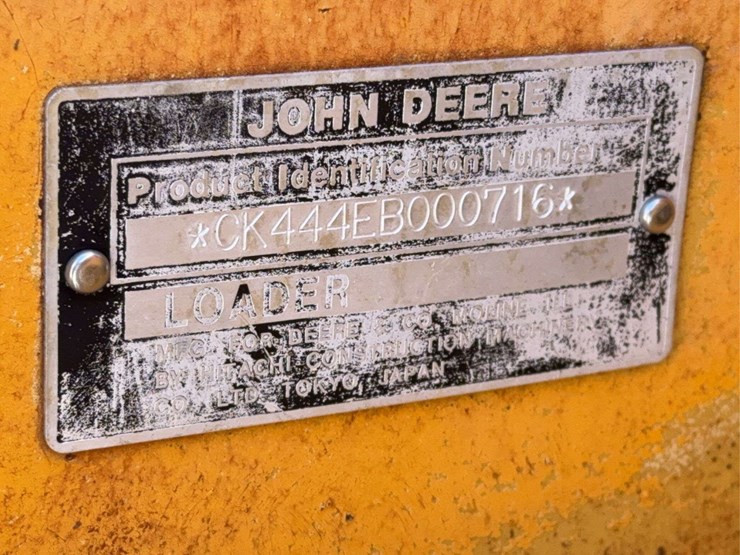 JOHN DEERE
Product Identification Number
*CK444EB000716*
LOADER
MFG. FOR DEERE & CO. MOLINE ILL.
BY HITACHI CONSTRUCTION MACHINERY
CO. LTD. TOKYO, JAPAN